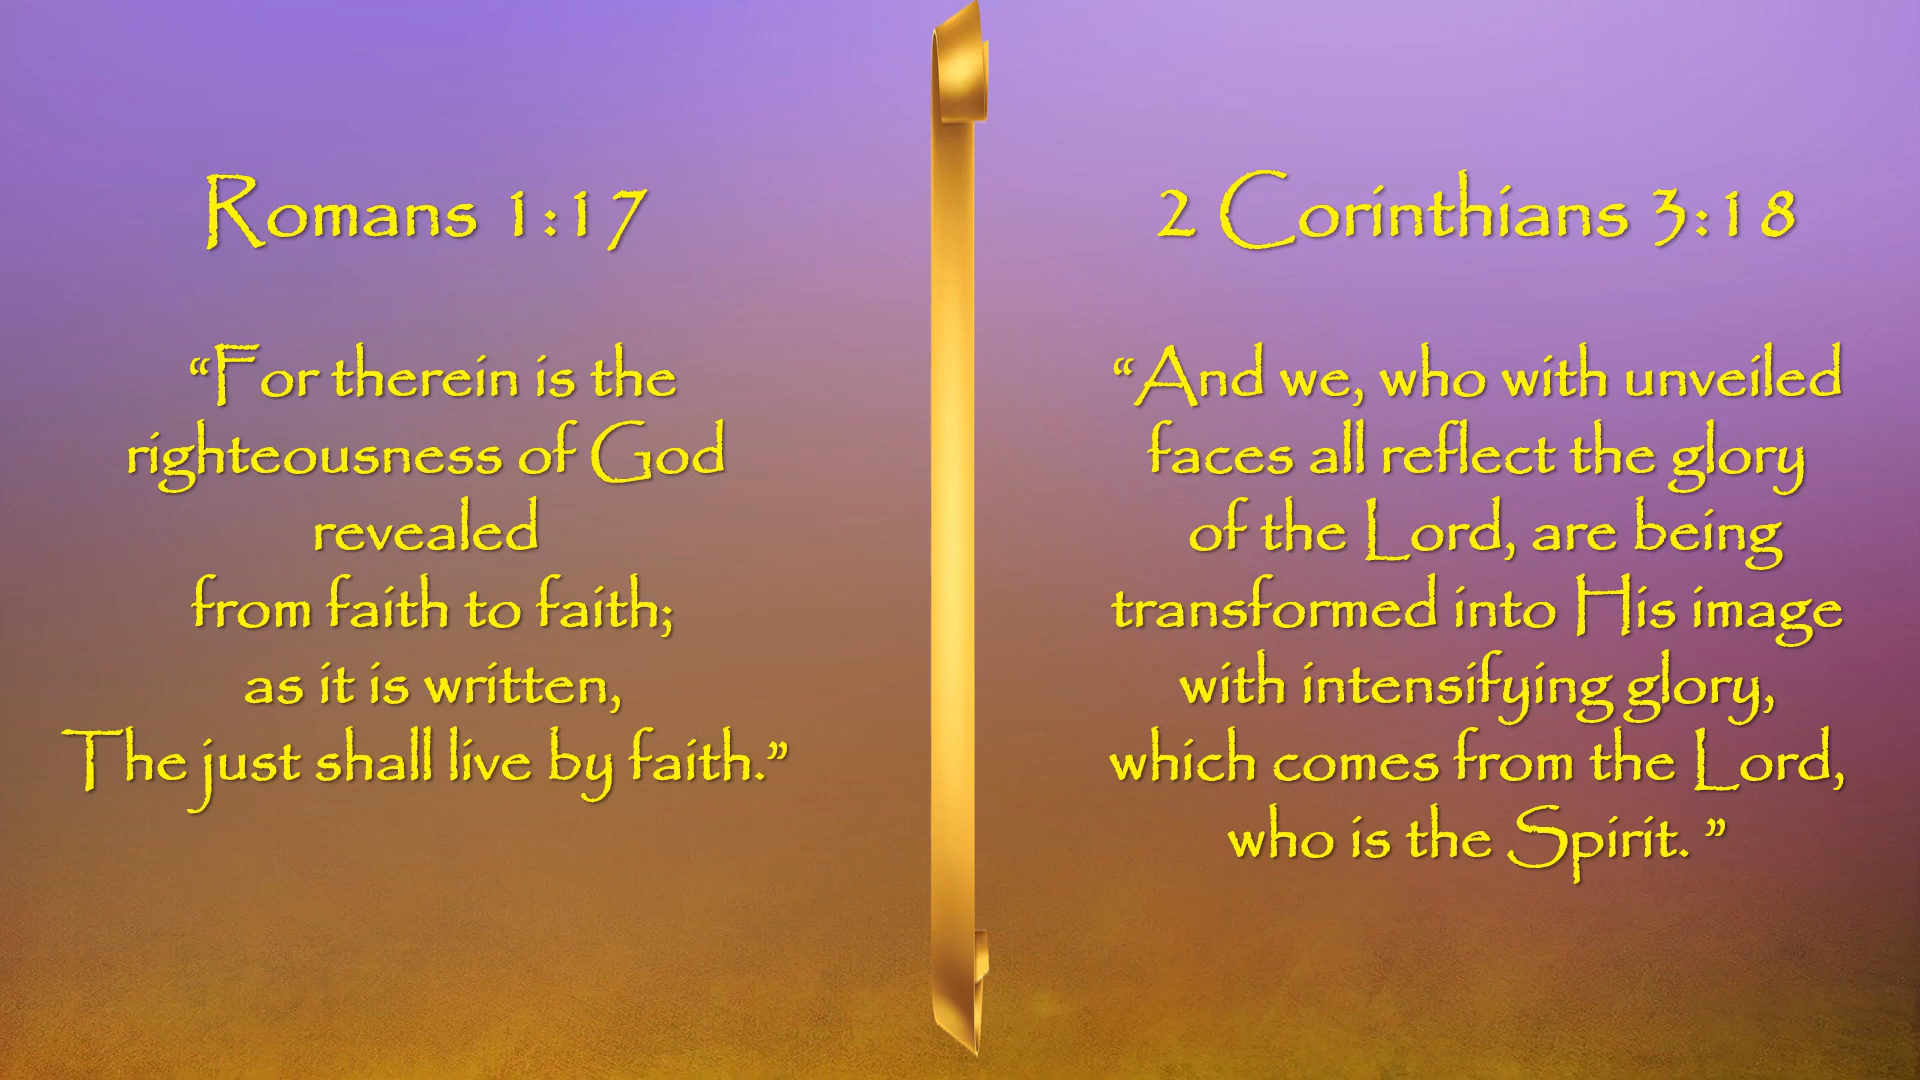 Romans 1:17
“For therein is the
righteousness of God
revealed
from faith to faith;
as it is written,
The just shall live by faith.”
2 Corinthians 3:18
“And we, who with unveiled
faces all reflect the glory
of the Lord, are being
transformed into His image
with intensifying glory,
which comes from the Lord,
who is the Spirit. ”